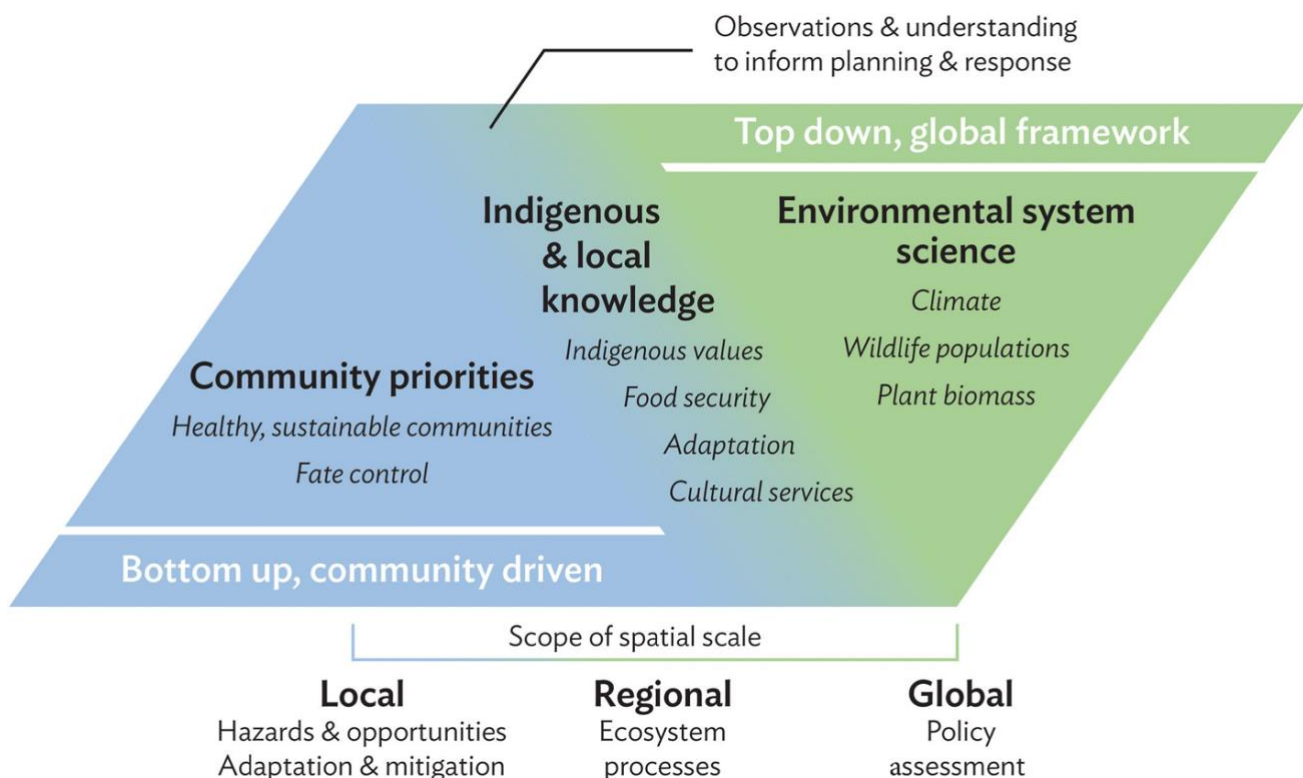 Observations & understanding
to inform planning & response
Top down, global framework
Indigenous
& local
knowledge
Indigenous values
Food security
Adaptation
Cultural services
Environmental system
science
Climate
Wildlife populations
Plant biomass
Community priorities
Healthy, sustainable communities
Fate control
Bottom up, community driven
Scope of spatial scale
Local
Hazards & opportunities
Adaptation & mitigation
Regional
Ecosystem
processes
Global
Policy
assessment